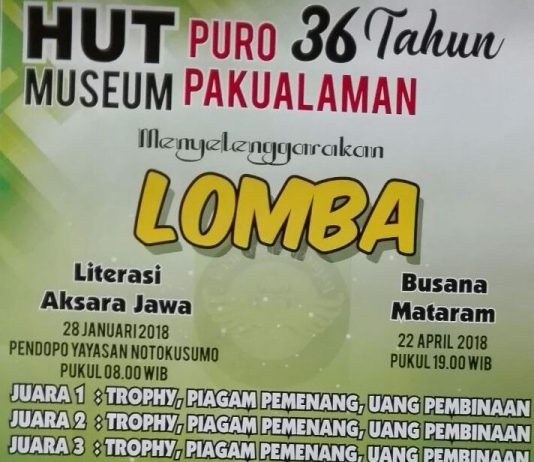 HUT PURO 36 Tahun
MUSEUM PAKUALAMAN
Menyelenggarakan
LOMBA
Literasi
Aksara Jawa
28 JANUARI 2018
PENDOPO YAYASAN NOTOKUSUMO
PUKUL 08.00 WIB
Busana
Mataram
22 APRIL 2018
PUKUL 19.00 WIB
JUARA 1 : TROPHY, PIAGAM PEMENANG, UANG PEMBINAAN
JUARA 2 : TROPHY, PIAGAM PEMENANG, UANG PEMBINAAN
JUARA 3 : TROPHY, PIAGAM PEMENANG, UANG PEMBINAAN